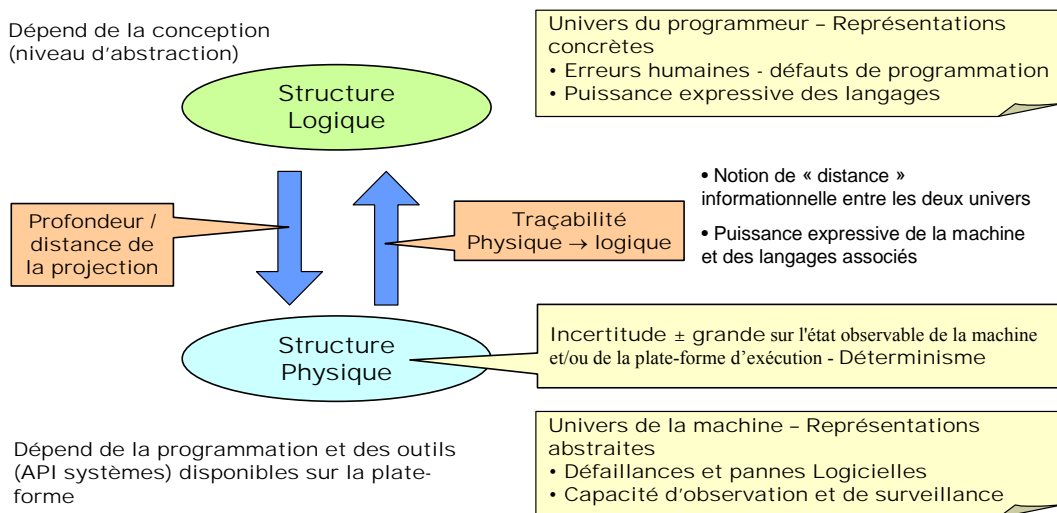 Dépend de la conception
(niveau d'abstraction)
Univers du programmeur – Représentations
concrètes
• Erreurs humaines - défauts de programmation
• Puissance expressive des langages
Structure
Logique
• Notion de « distance »
informationnelle entre les deux univers
• Puissance expressive de la machine
et des langages associés
Profondeur /
distance de
la projection
Traçabilité
Physique → logique
Structure
Physique
Incertitude ± grande sur l'état observable de la machine
et/ou de la plate-forme d'exécution - Déterminisme
Dépend de la programmation et des outils
(API systèmes) disponibles sur la plate-
forme
Univers de la machine – Représentations
abstraites
• Défaillances et pannes Logicielles
• Capacité d'observation et de surveillance